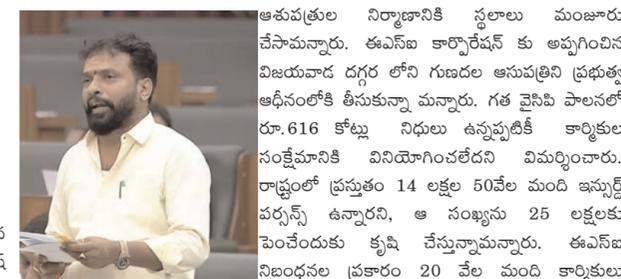 ఆశుపత్రుల నిర్మాణానికి స్థలాలు మంజూరు
చేసామన్నారు. ఈఎస్ఐ కార్పొరేషన్ కు అప్పగించిన
విజయవాడ దగ్గర లోని గుణదల ఆసుపత్రిని ప్రభుత్వ
ఆధీనంలోకి తీసుకున్నా మన్నారు. గత వైసిపి పాలనలో
రూ.616 కోట్లు నిధులు ఉన్నప్పటికీ కార్మికుల
సంక్షేమానికి వినియోగించలేదని విమర్శించారు.
రాష్ట్రంలో ప్రస్తుతం 14 లక్షల 50వేల మంది ఇన్సుర్డ్
పర్సన్స్ ఉన్నారని, ఆ సంఖ్యను 25 లక్షలకు
పెంచేందుకు కృషి చేస్తున్నామన్నారు. ఈఎస్ఐ
నిబంధనల ప్రకారం 20 వేల మంది కార్మికులు